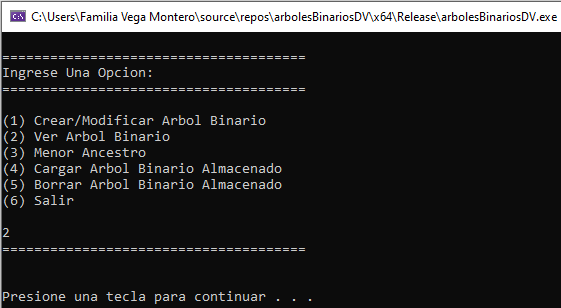 C:\Users\Familia Vega Montero\source\repos\arbolesBinariosDV\x64\Release\arbolesBinariosDV.exe
======================================
Ingrese Una Opcion:
======================================
(1) Crear/Modificar Arbol Binario
(2) Ver Arbol Binario
(3) Menor Ancestro
(4) Cargar Arbol Binario Almacenado
(5) Borrar Arbol Binario Almacenado
(6) Salir
2
======================================
Presione una tecla para continuar . . .